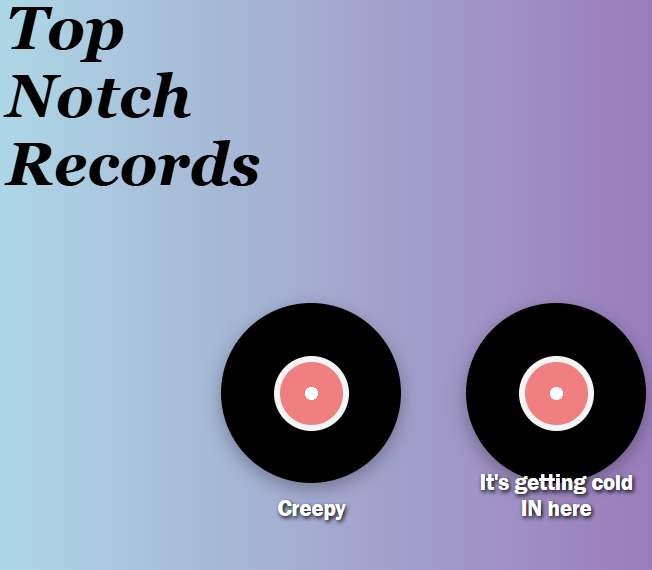 Top
Notch
Records
Creepy
It's getting cold
IN here